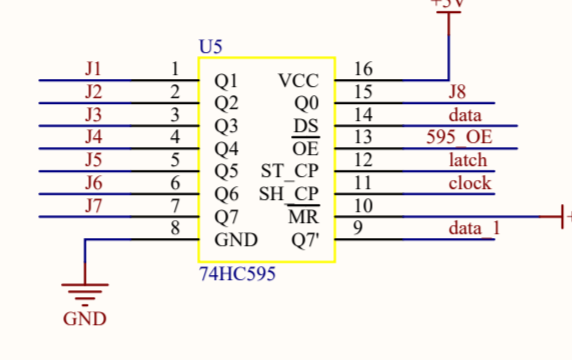 +5V
U5
J1 1 Q1 VCC 16
J2 2 Q2 Q0 15 J8
J3 3 Q3 DS 14 data
J4 4 Q4 OE 13 595_OE
J5 5 Q5 ST_CP 12 latch
J6 6 Q6 SH_CP 11 clock
J7 7 Q7 MR 10
8 GND Q7' 9 data_1
74HC595
GND